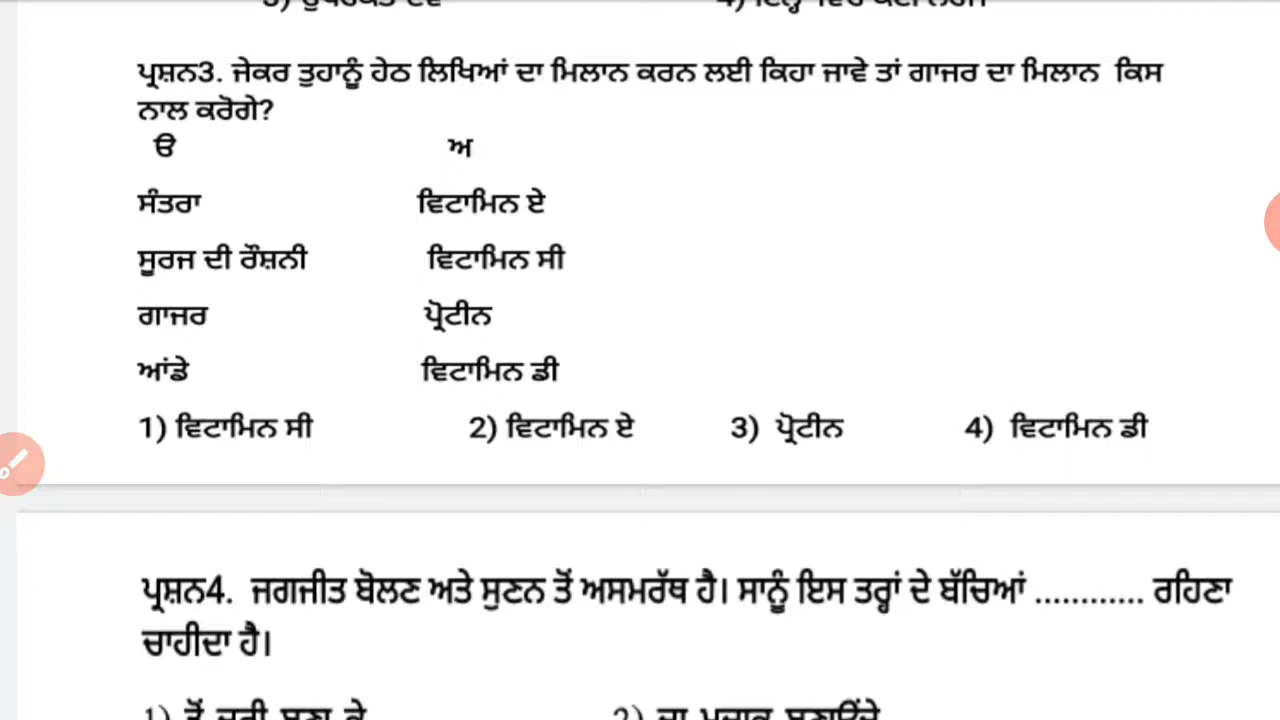 ਪ੍ਰਸ਼ਨ3. ਜੇਕਰ ਤੁਹਾਨੂੰ ਹੇਠ ਲਿਖਿਆਂ ਦਾ ਮਿਲਾਨ ਕਰਨ ਲਈ ਕਿਹਾ ਜਾਵੇ ਤਾਂ ਗਾਜਰ ਦਾ ਮਿਲਾਨ ਕਿਸ
ਨਾਲ ਕਰੋਗੇ?
ੳ ਅ
ਸੰਤਰਾ ਵਿਟਾਮਿਨ ਏ
ਸੂਰਜ ਦੀ ਰੌਸ਼ਨੀ ਵਿਟਾਮਿਨ ਸੀ
ਗਾਜਰ ਪ੍ਰੋਟੀਨ
ਆਂਡੇ ਵਿਟਾਮਿਨ ਡੀ
1) ਵਿਟਾਮਿਨ ਸੀ 2) ਵਿਟਾਮਿਨ ਏ 3) ਪ੍ਰੋਟੀਨ 4) ਵਿਟਾਮਿਨ ਡੀ
ਪ੍ਰਸ਼ਨ4. ਜਗਜੀਤ ਬੋਲਣ ਅਤੇ ਸੁਣਨ ਤੋਂ ਅਸਮਰੱਥ ਹੈ। ਸਾਨੂੰ ਇਸ ਤਰ੍ਹਾਂ ਦੇ ਬੱਚਿਆਂ ............ ਰਹਿਣਾ
ਚਾਹੀਦਾ ਹੈ।